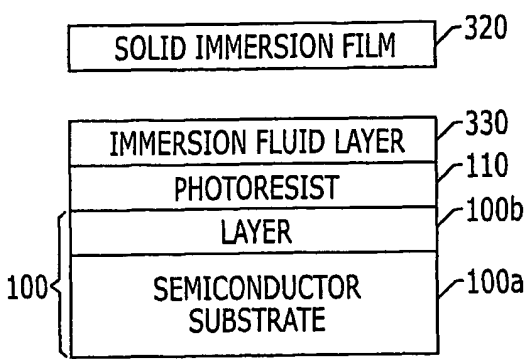 SOLID IMMERSION FILM
320
IMMERSION FLUID LAYER
330
PHOTORESIST
110
LAYER
100b
100
SEMICONDUCTOR
SUBSTRATE
100a